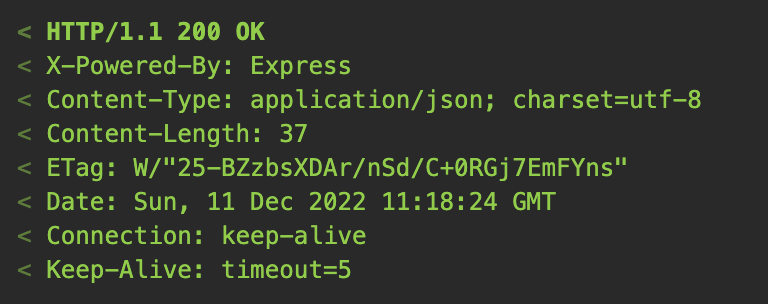 < HTTP/1.1 200 OK
< X-Powered-By: Express
< Content-Type: application/json; charset=utf-8
< Content-Length: 37
< ETag: W/"25-BZzbsXDAr/nSd/C+0RGj7EmFYns"
< Date: Sun, 11 Dec 2022 11:18:24 GMT
< Connection: keep-alive
< Keep-Alive: timeout=5